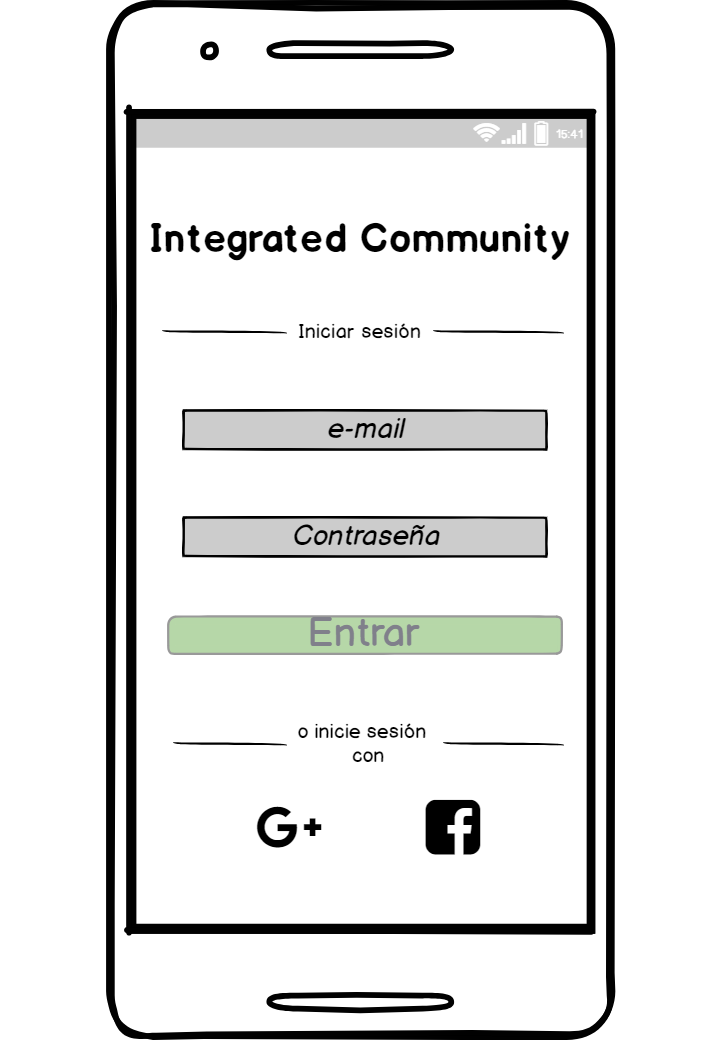 15:41
Integrated Community
Iniciar sesión
e-mail
Contraseña
Entrar
o inicie sesión
con
G+
f